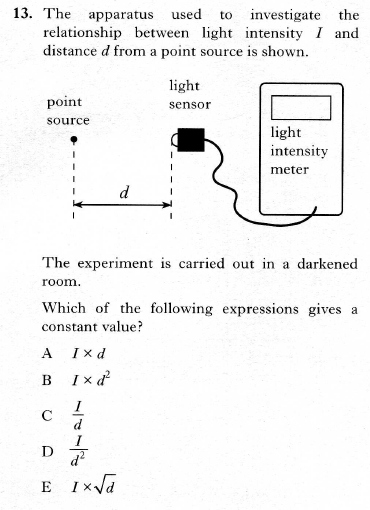 13. The apparatus used to investigate the
relationship between light intensity I and
distance d from a point source is shown.
light
sensor
point
source
light
intensity
meter
d
The experiment is carried out in a darkened
room.
Which of the following expressions gives a
constant value?
A I × d
B I × d²
C I/d
D I/d²
E I × √d